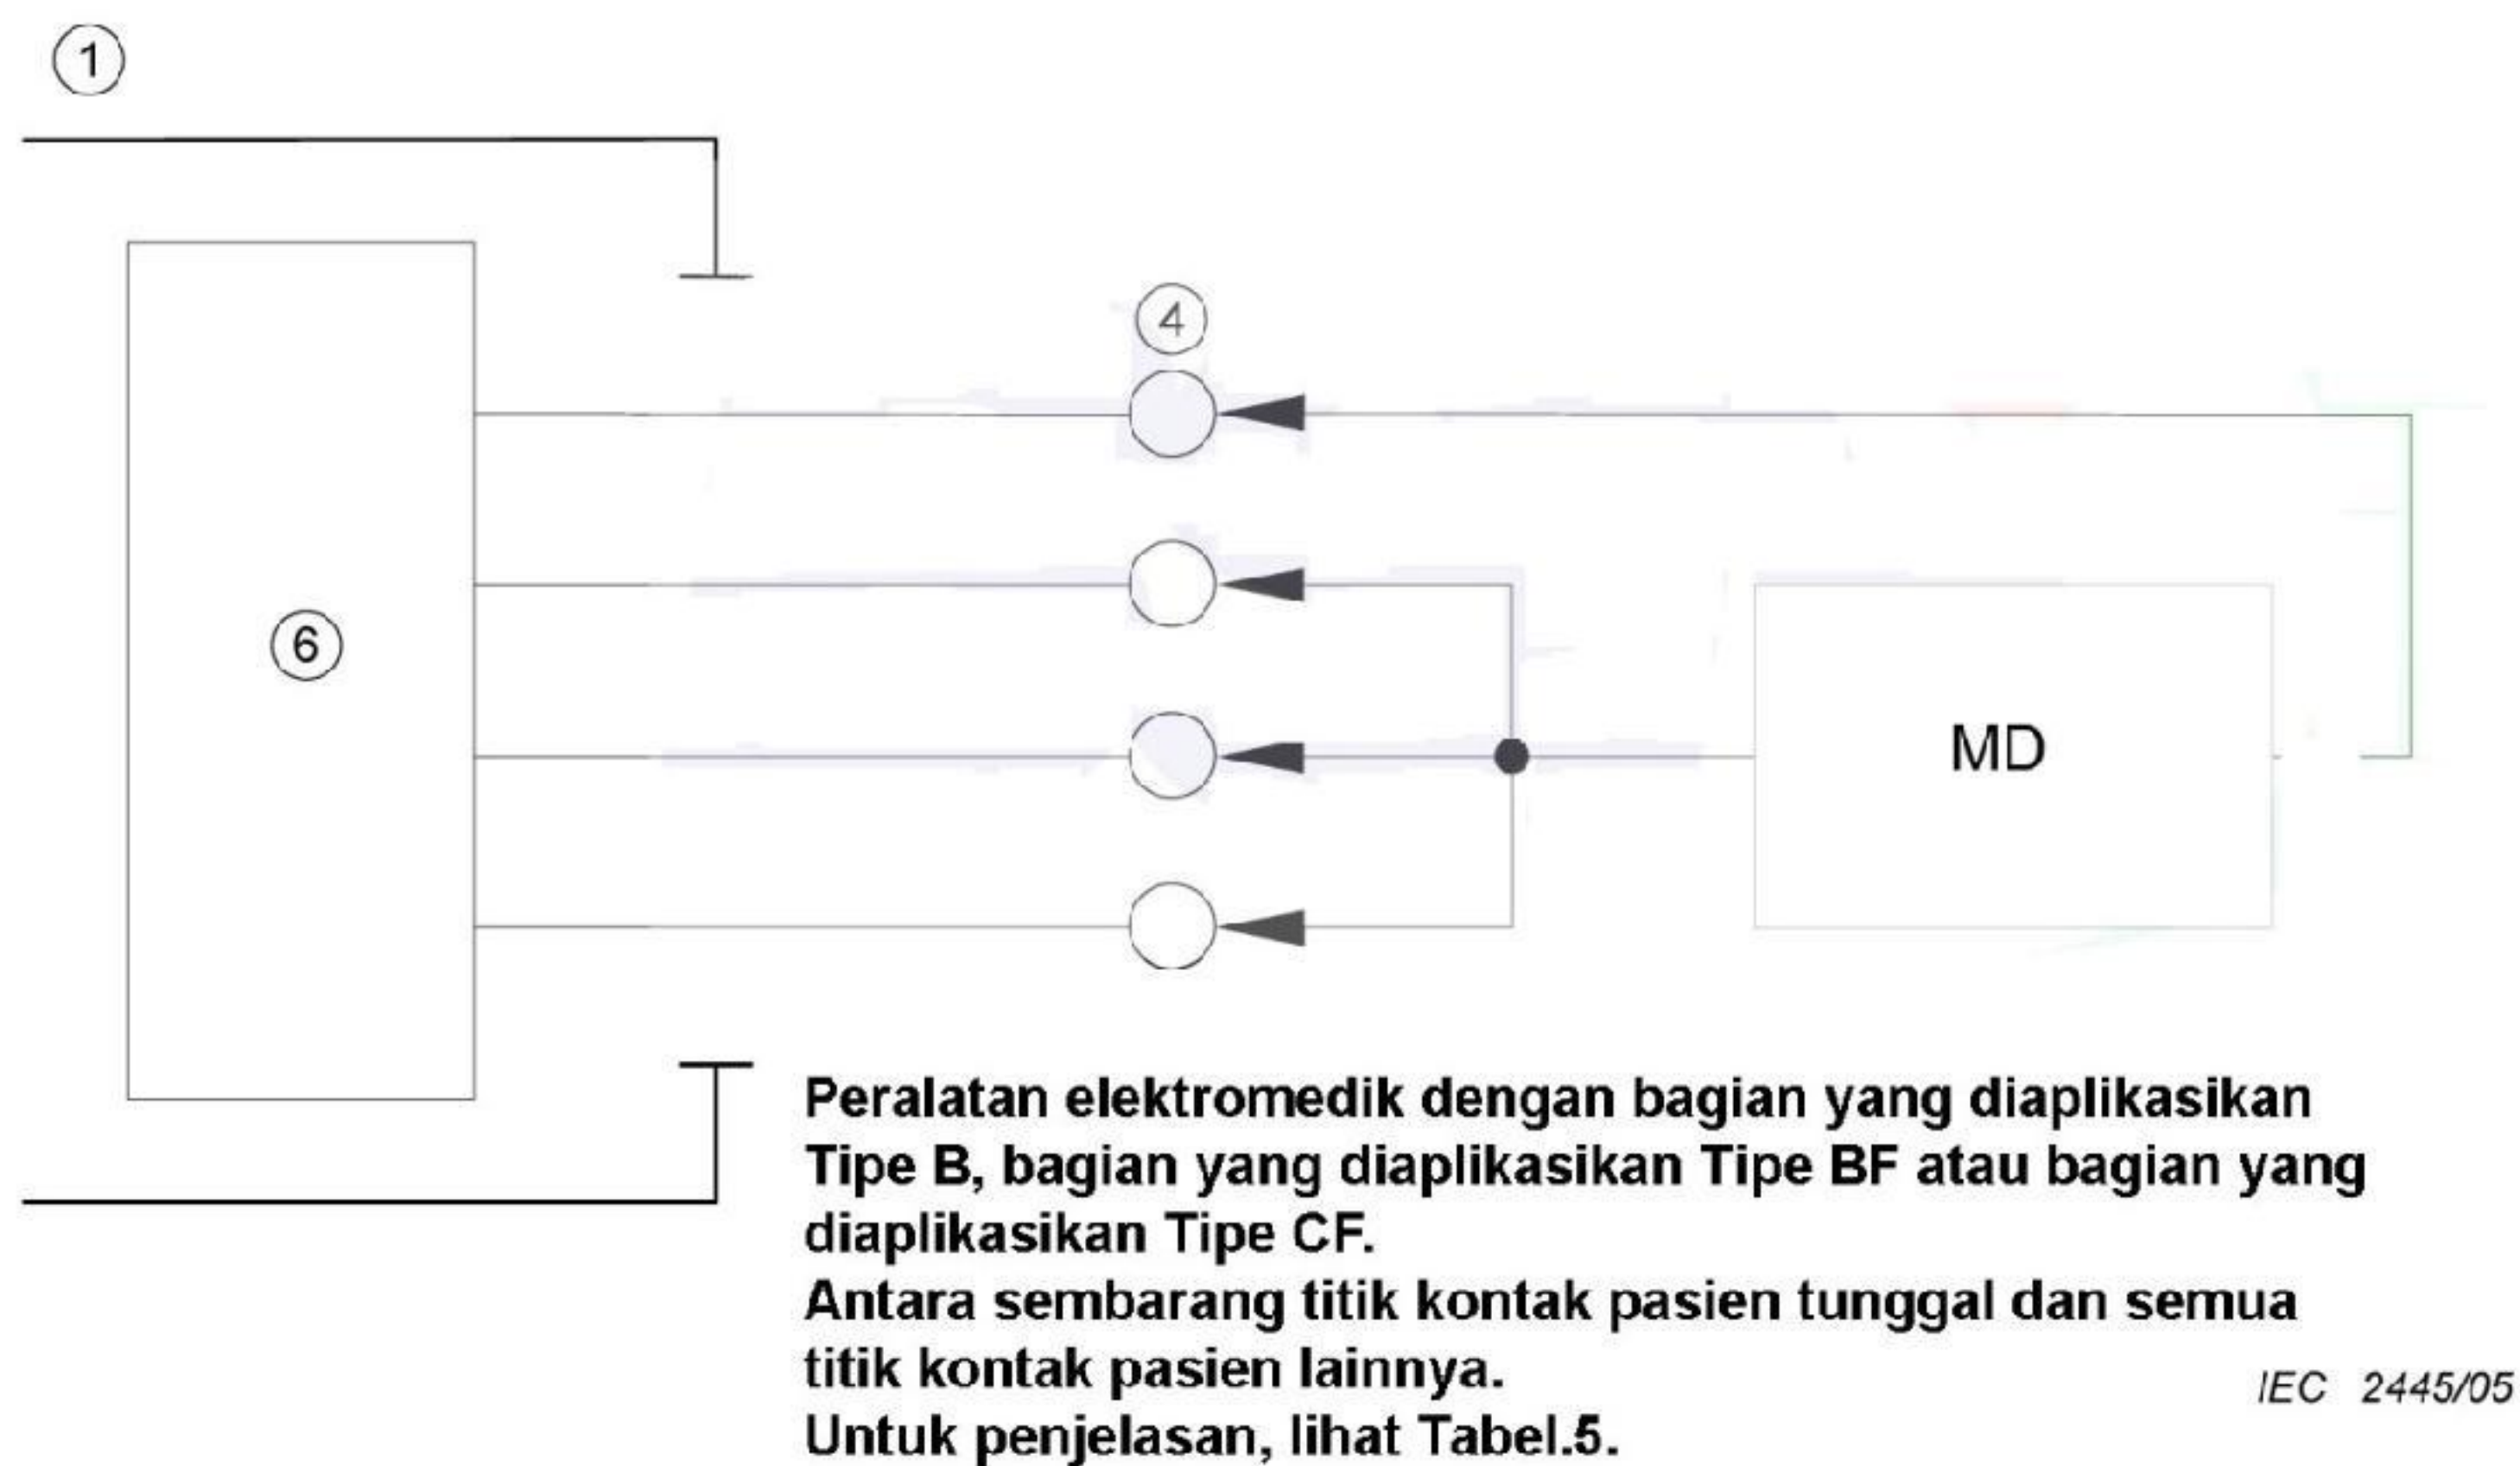 1
4
6
MD
Peralatan elektromedik dengan bagian yang diaplikasikan
Tipe B, bagian yang diaplikasikan Tipe BF atau bagian yang
diaplikasikan Tipe CF.
Antara sembarang titik kontak pasien tunggal dan semua
titik kontak pasien lainnya.
IEC 2445/05
Untuk penjelasan, lihat Tabel.5.